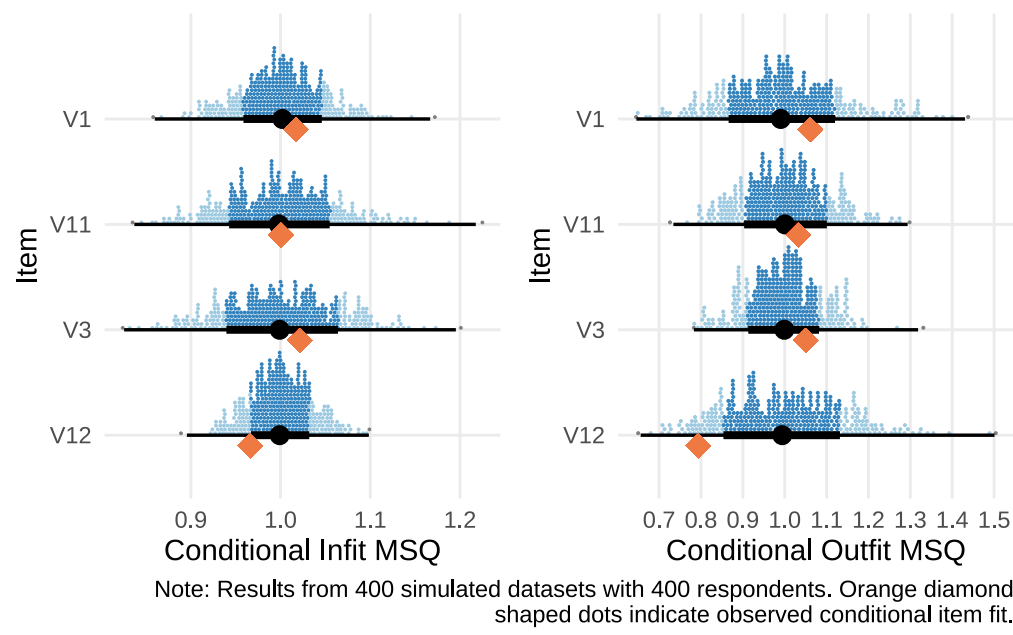 Item
V1
V11
V3
V12
0.9 1.0 1.1 1.2
Conditional Infit MSQ
Item
V1
V11
V3
V12
0.7 0.8 0.9 1.0 1.1 1.2 1.3 1.4 1.5
Conditional Outfit MSQ
Note: Results from 400 simulated datasets with 400 respondents. Orange diamond
shaped dots indicate observed conditional item fit.